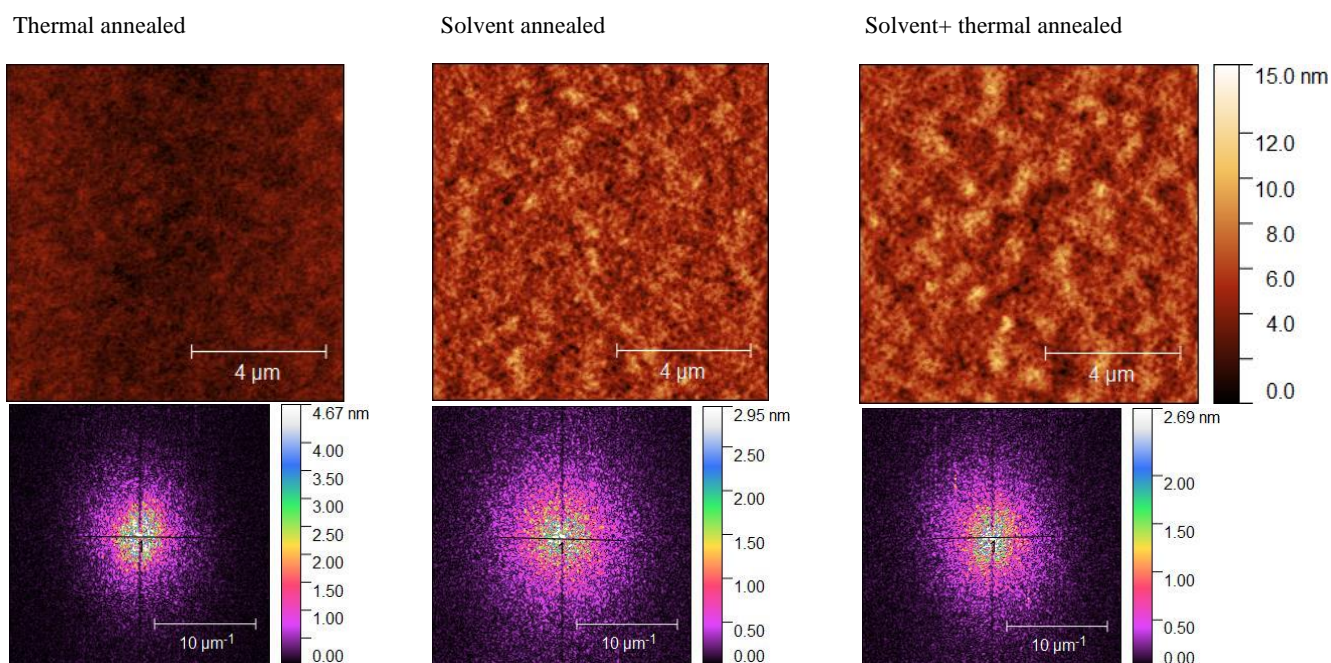 Thermal annealed
Solvent annealed
Solvent+ thermal annealed
4 µm
4 µm
4 µm
15.0 nm
12.0
10.0
8.0
6.0
4.0
0.0
4.67 nm
4.00
3.50
3.00
2.50
2.00
1.50
1.00
0.00
10 µm-1
1
2.95 nm
2.50
2.00
1.50
1.00
0.50
0.00
10 µm-1
1
2.69 nm
2.00
1.50
1.00
0.50
0.00
10 µm-1
1